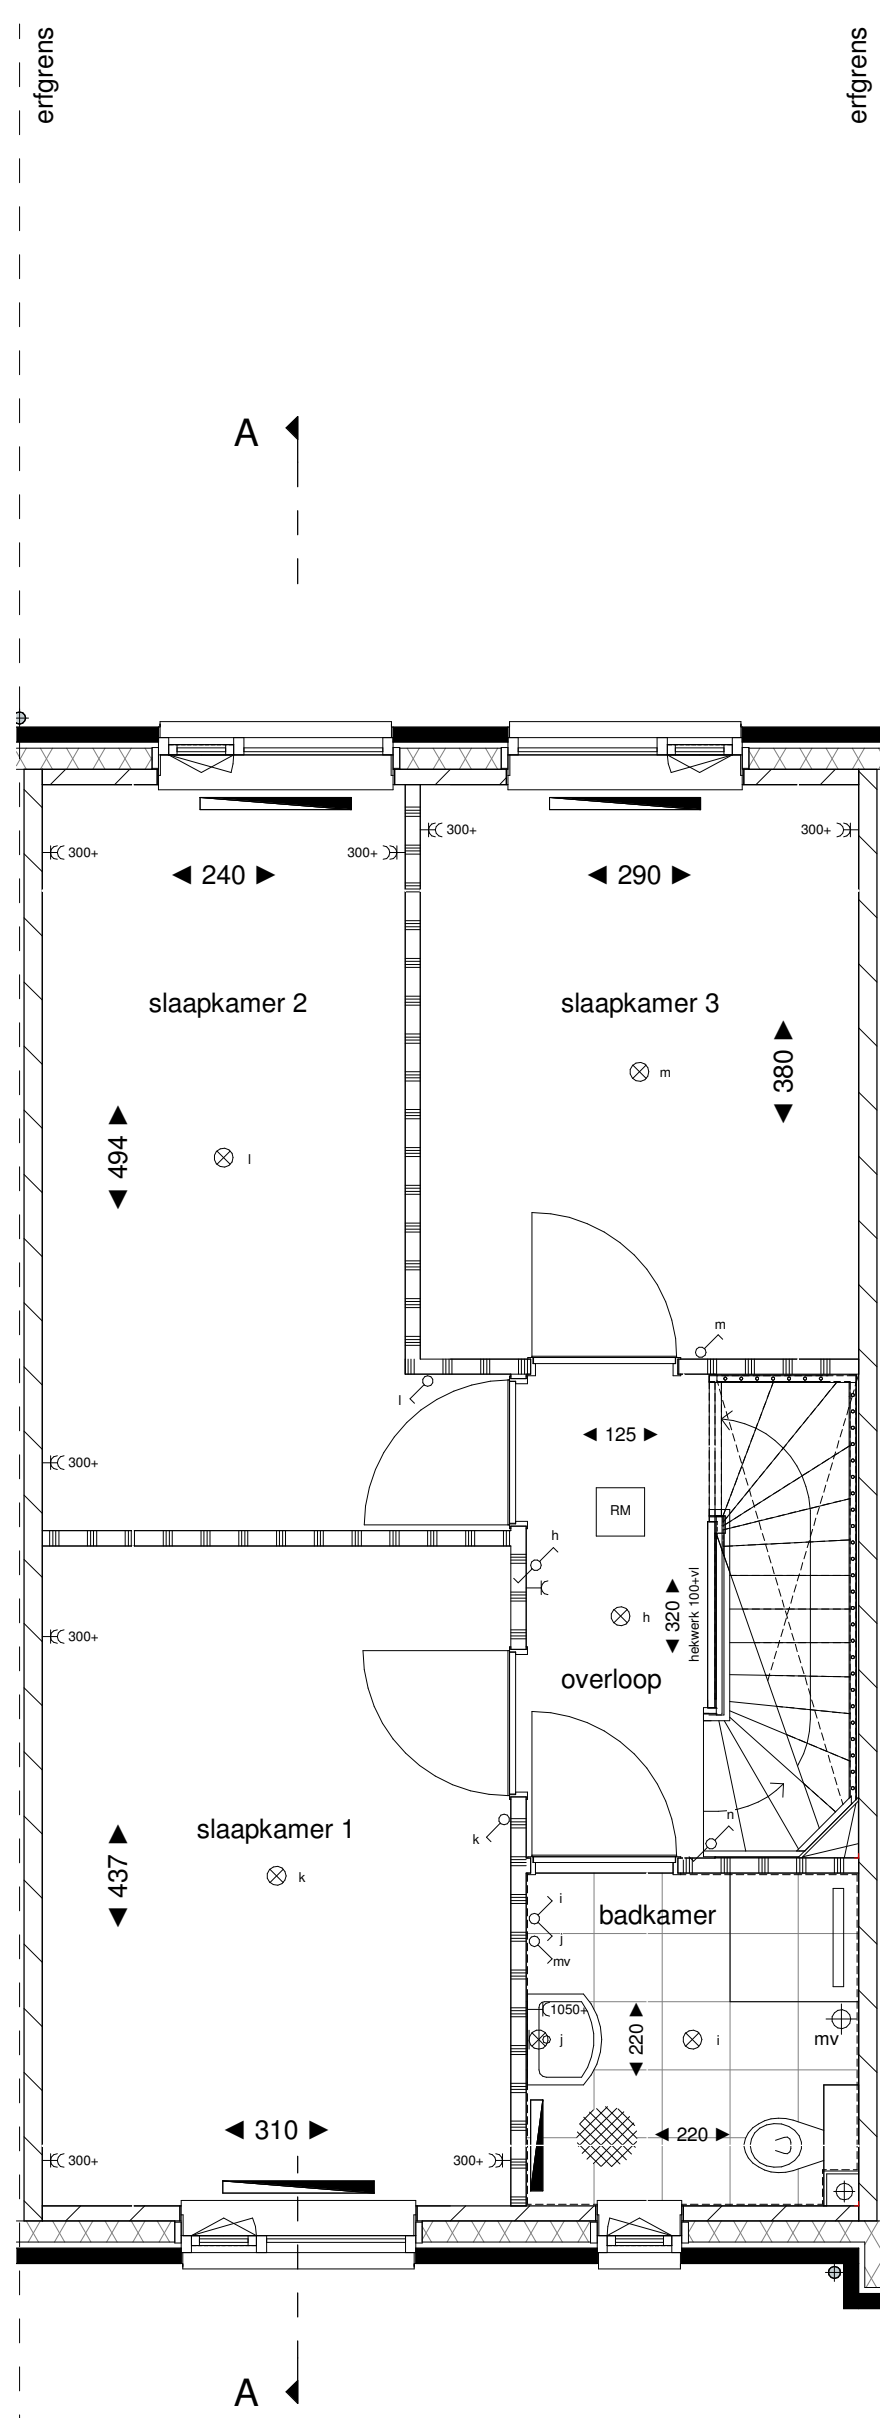 erfgrens
erfgrens
A
300+
300+
300+
300+
240
290
slaapkamer 2
slaapkamer 3
380
m
494
l
m
l
125
300+
RM
h
320
hekwerk 100+vl
h
300+
overloop
n
slaapkamer 1
k
437
k
badkamer
i
j
mv
1050+
220
j
i
mv
310
220
300+
300+
A